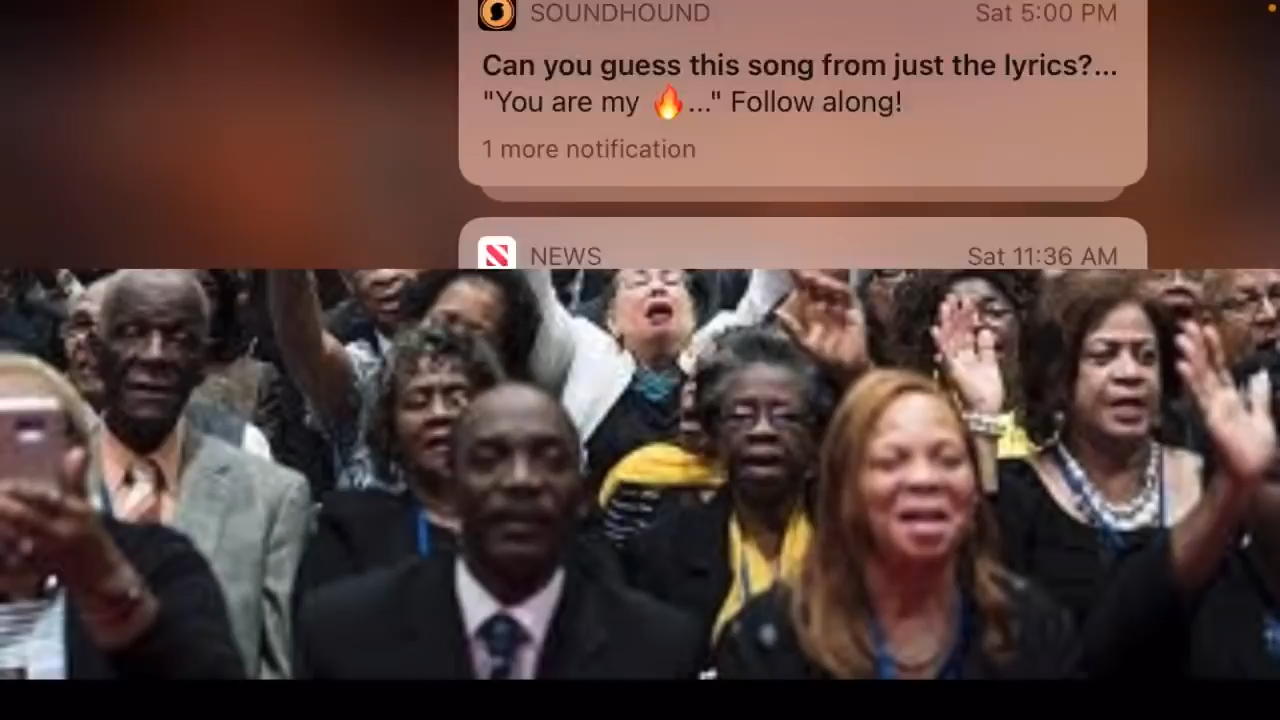 SOUNDHOUND Sat 5:00 PM
Can you guess this song from just the lyrics?...
"You are my 🔥..." Follow along!
1 more notification
NEWS Sat 11:36 AM